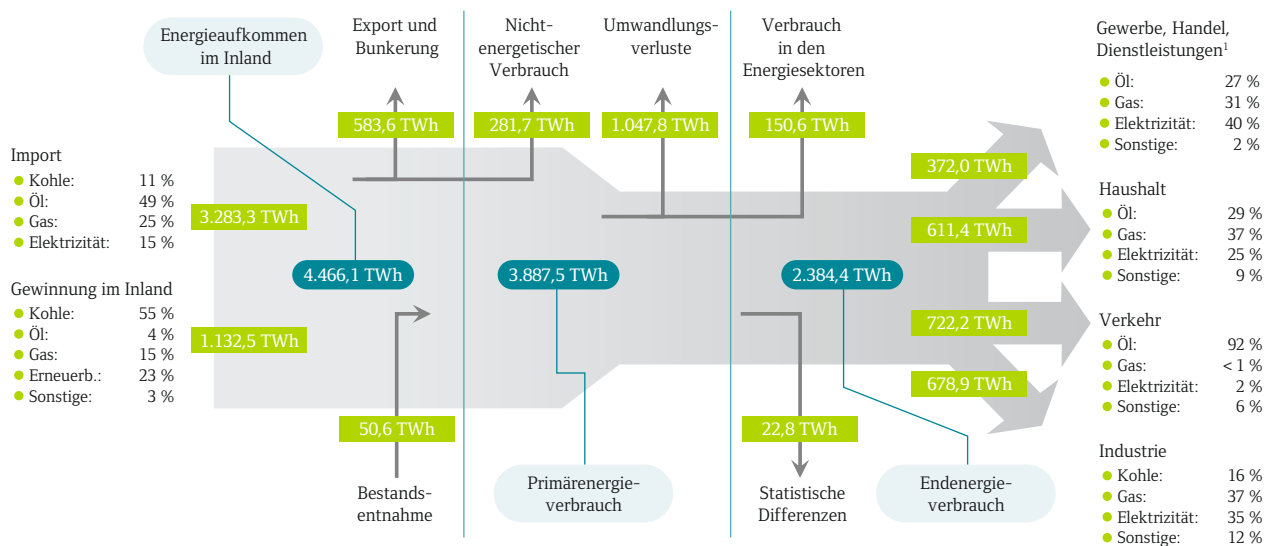 Energieaufkommen
im Inland
Export und
Bunkerung
Nicht-
energetischer
Verbrauch
Umwandlungs-
verluste
Verbrauch
in den
Energiesektoren
583,6 TWh
281,7 TWh
1.047,8 TWh
150,6 TWh
Import
Kohle: 11 %
Öl: 49 %
Gas: 25 %
Elektrizität: 15 %
3.283,3 TWh
Gewinnung im Inland
Kohle: 55 %
Öl: 4 %
Gas: 15 %
Erneuerb.: 23 %
Sonstige: 3 %
1.132,5 TWh
4.466,1 TWh
3.887,5 TWh
2.384,4 TWh
50,6 TWh
Bestands-
entnahme
Primärenergie-
verbrauch
22,8 TWh
Statistische
Differenzen
Endenergie-
verbrauch
372,0 TWh
611,4 TWh
722,2 TWh
678,9 TWh
Gewerbe, Handel,
Dienstleistungen¹
Öl: 27 %
Gas: 31 %
Elektrizität: 40 %
Sonstige: 2 %
Haushalt
Öl: 29 %
Gas: 37 %
Elektrizität: 25 %
Sonstige: 9 %
Verkehr
Öl: 92 %
Gas: < 1 %
Elektrizität: 2 %
Sonstige: 6 %
Industrie
Kohle: 16 %
Gas: 37 %
Elektrizität: 35 %
Sonstige: 12 %